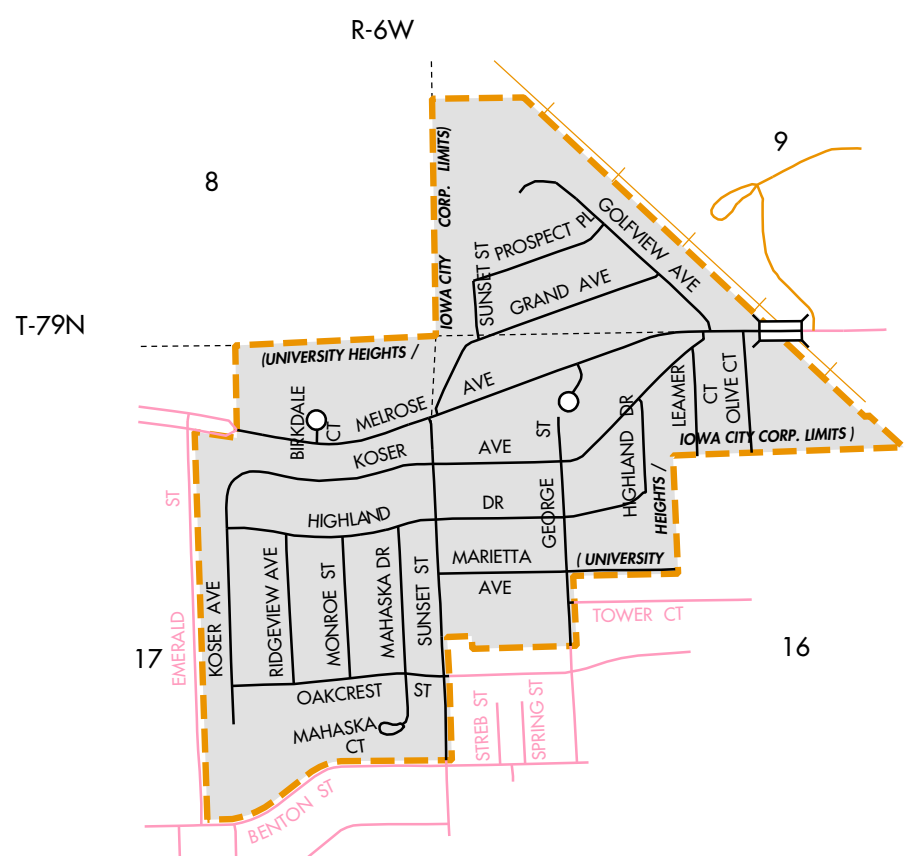 R-6W
9
8
IOWA CITY CORP. LIMITS)
GOLFVIEW AVE
PROSPECT PL
SUNSET ST
GRAND AVE
T-79N
(UNIVERSITY HEIGHTS /
MELROSE AVE
BIRKDALE
CT
LEAMER
CT
OLIVE CT
IOWA CITY CORP. LIMITS )
KOSER AVE
GEORGE ST
HIGHLAND DR
HEIGHTS /
( UNIVERSITY
HIGHLAND DR
MARIETTA
AVE
EMERALD ST
KOSER AVE
RIDGEVIEW AVE
MONROE ST
MAHASKA DR
SUNSET ST
TOWER CT
17
16
OAKCREST ST
MAHASKA
CT
STREB ST
SPRING ST
BENTON ST